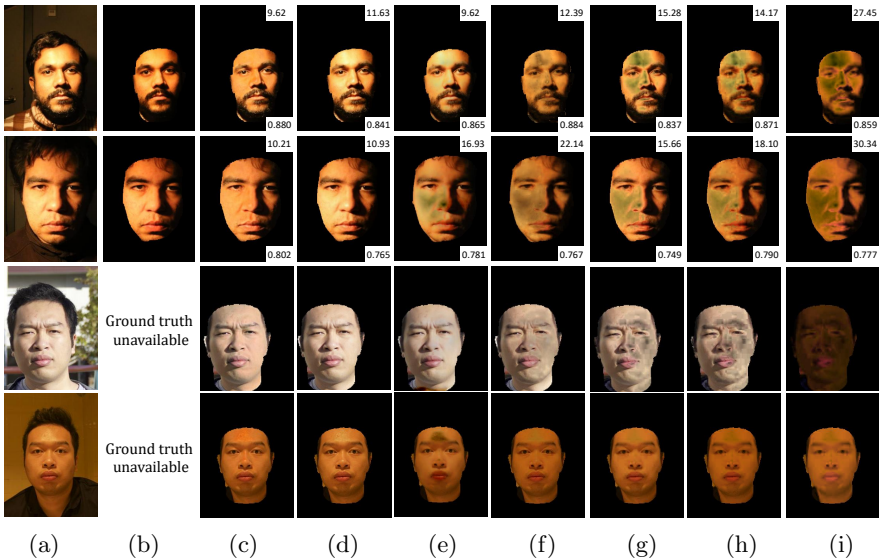 9.62 11.63 9.62 12.39 15.28 14.17 27.45
0.880 0.841 0.865 0.884 0.837 0.871 0.859
10.21 10.93 16.93 22.14 15.66 18.10 30.34
0.802 0.765 0.781 0.767 0.749 0.790 0.777
Ground truth
unavailable
Ground truth
unavailable
(a) (b) (c) (d) (e) (f) (g) (h) (i)